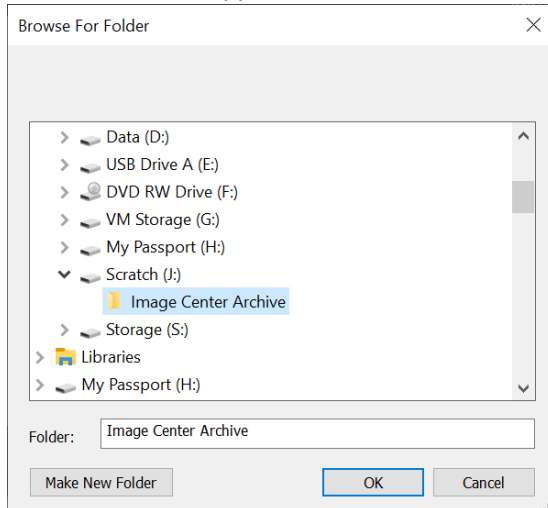 Browse For Folder
Data (D:)
USB Drive A (E:)
DVD RW Drive (F:)
VM Storage (G:)
My Passport (H:)
Scratch (J:)
Image Center Archive
Storage (S:)
Libraries
My Passport (H:)
Folder: Image Center Archive
Make New Folder OK Cancel